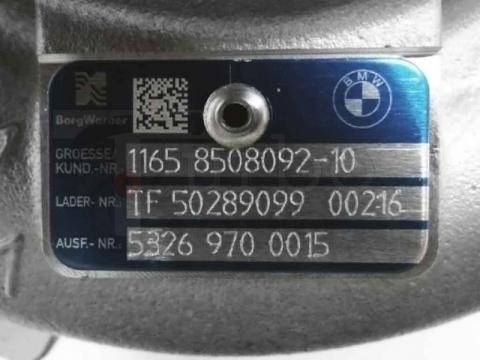 BorgWarner
BMW
GROESSE/
KUND.-NR.: 1165 8508092-10
LADER-NR.: TF 50289099 00216
AUSF.-NR.: 5326 970 0015